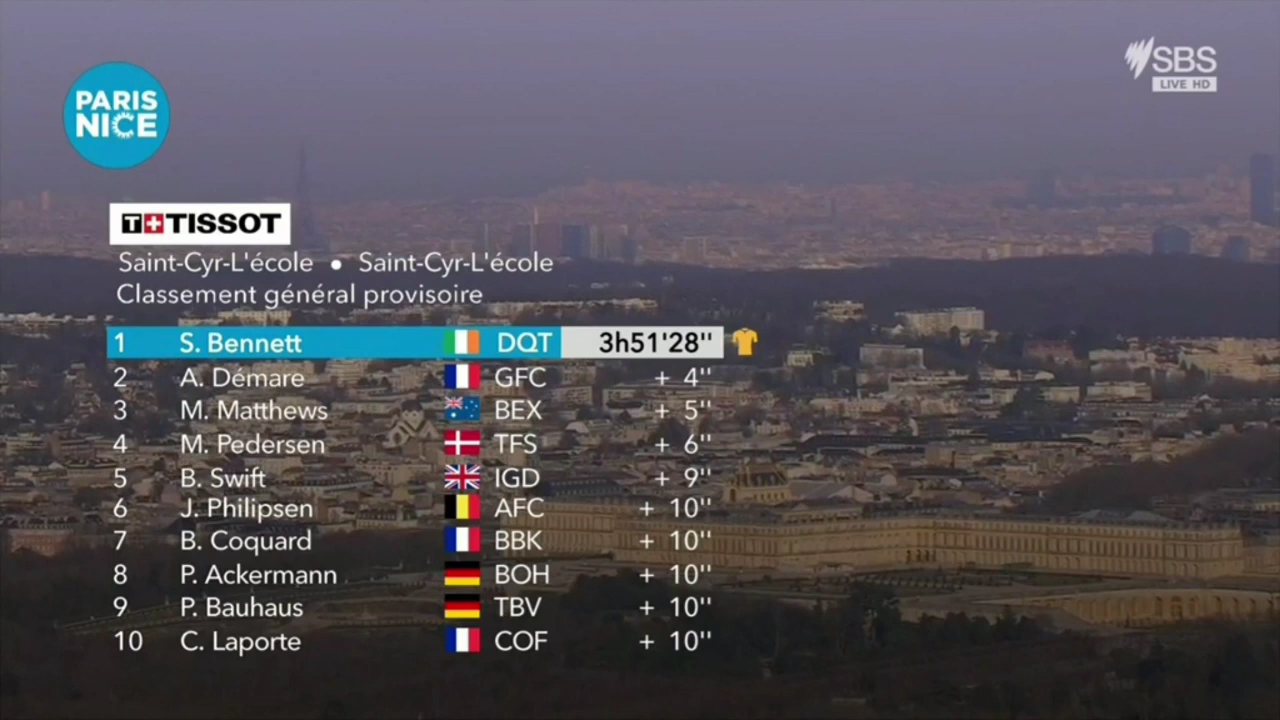 SBS
LIVE HD
PARIS
NICE
T+TISSOT
Saint-Cyr-L'école • Saint-Cyr-L'école
Classement général provisoire
1 S. Bennett DQT 3h51'28''
2 A. Démare GFC + 4''
3 M. Matthews BEX + 5''
4 M. Pedersen TFS + 6''
5 B. Swift IGD + 9''
6 J. Philipsen AFC + 10''
7 B. Coquard BBK + 10''
8 P. Ackermann BOH + 10''
9 P. Bauhaus TBV + 10''
10 C. Laporte COF + 10''